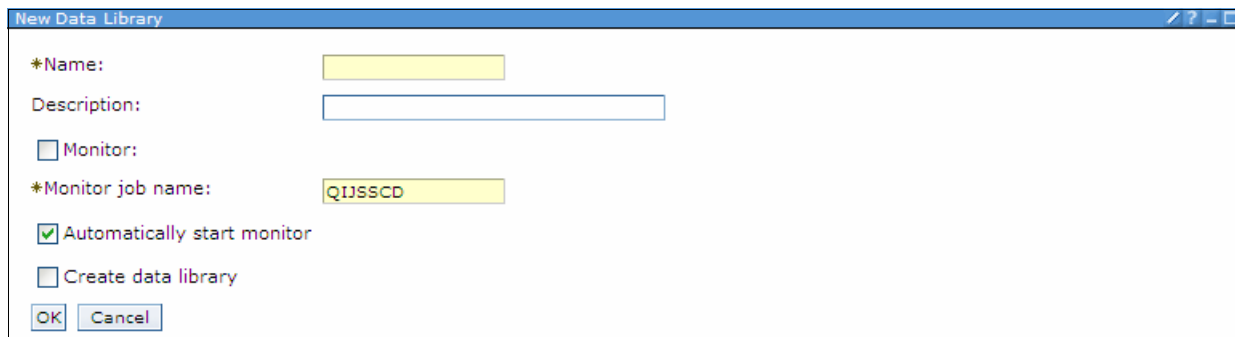 New Data Library
*Name:
Description:
Monitor:
*Monitor job name: QIJSSCD
Automatically start monitor
Create data library
OK Cancel